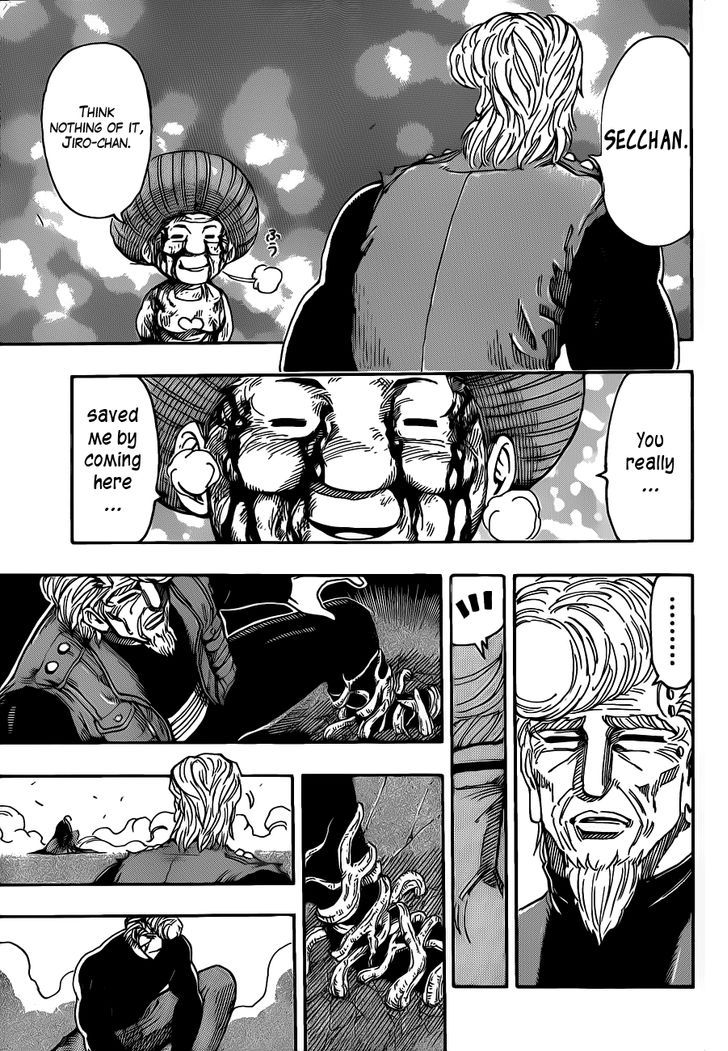 SECCHAN.
THINK
NOTHING OF IT,
JIRO-CHAN.
ふぅ
You
really
...
saved
me by
coming
here
...
.........